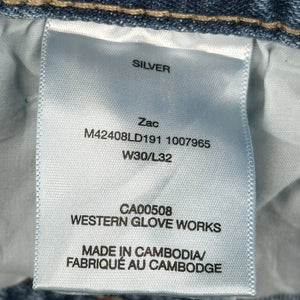 SILVER
Zac
M42408LD191 1007965
W30/L32
CA00508
WESTERN GLOVE WORKS
MADE IN CAMBODIA/
FABRIQUÉ AU CAMBODGE